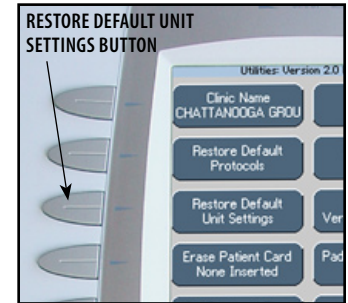 RESTORE DEFAULT UNIT
SETTINGS BUTTON
Utilities: Version 2.0
Clinic Name
CHATTANOOGA GROU
Restore Default
Protocols
Restore Default
Unit Settings
Ver
Erase Patient Card
None Inserted
Pad